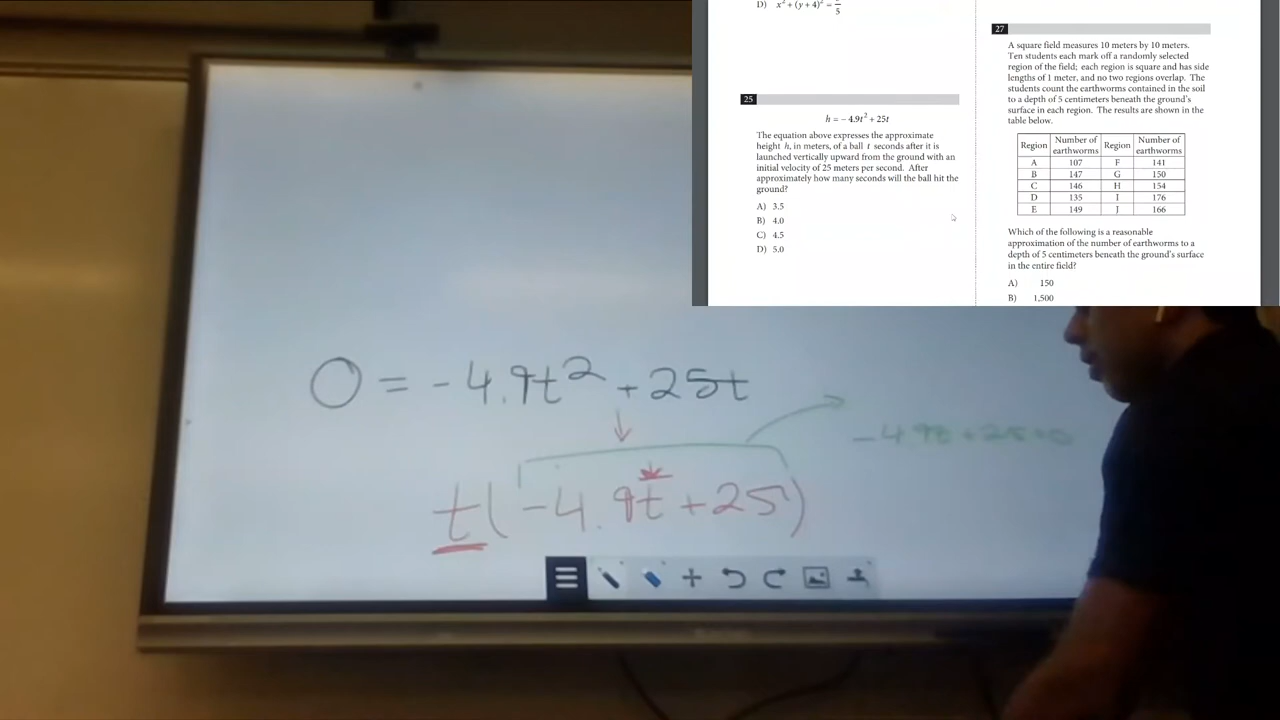 D) x² + (y + 4)² =
5
25
h = − 4.9t² + 25t
The equation above expresses the approximate
height h, in meters, of a ball t seconds after it is
launched vertically upward from the ground with an
initial velocity of 25 meters per second. After
approximately how many seconds will the ball hit the
ground?
A) 3.5
B) 4.0
C) 4.5
D) 5.0
27
A square field measures 10 meters by 10 meters.
Ten students each mark off a randomly selected
region of the field; each region is square and has side
lengths of 1 meter, and no two regions overlap. The
students count the earthworms contained in the soil
to a depth of 5 centimeters beneath the ground's
surface in each region. The results are shown in the
table below.
Region Number of earthworms Region Number of earthworms
A 107 F 141
B 147 G 150
C 146 H 154
D 135 I 176
E 149 J 166
Which of the following is a reasonable
approximation of the number of earthworms to a
depth of 5 centimeters beneath the ground's surface
in the entire field?
A) 150
B) 1,500
0 = -4.9t² + 25t
-4.9t + 25 = 0
t(-4.9t + 25)